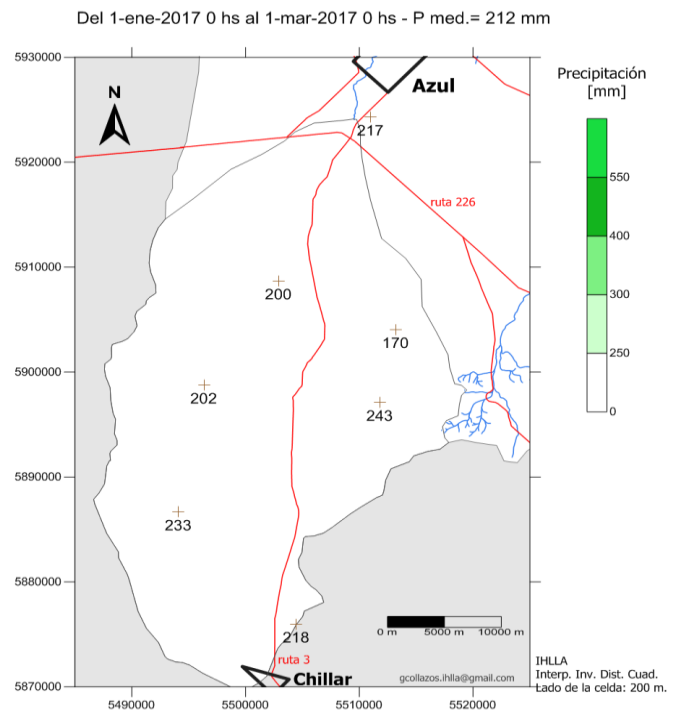 Del 1-ene-2017 0 hs al 1-mar-2017 0 hs - P med.= 212 mm
5930000
5920000
5910000
5900000
5890000
5880000
5870000
N
Azul
217
ruta 226
200
170
202
243
233
218
ruta 3
Chillar
0 m 5000 m 10000 m
gcollazos.ihlla@gmail.com
5490000 5500000 5510000 5520000
Precipitación
[mm]
550
400
300
250
0
IHLLA
Interp. Inv. Dist. Cuad.
Lado de la celda: 200 m.